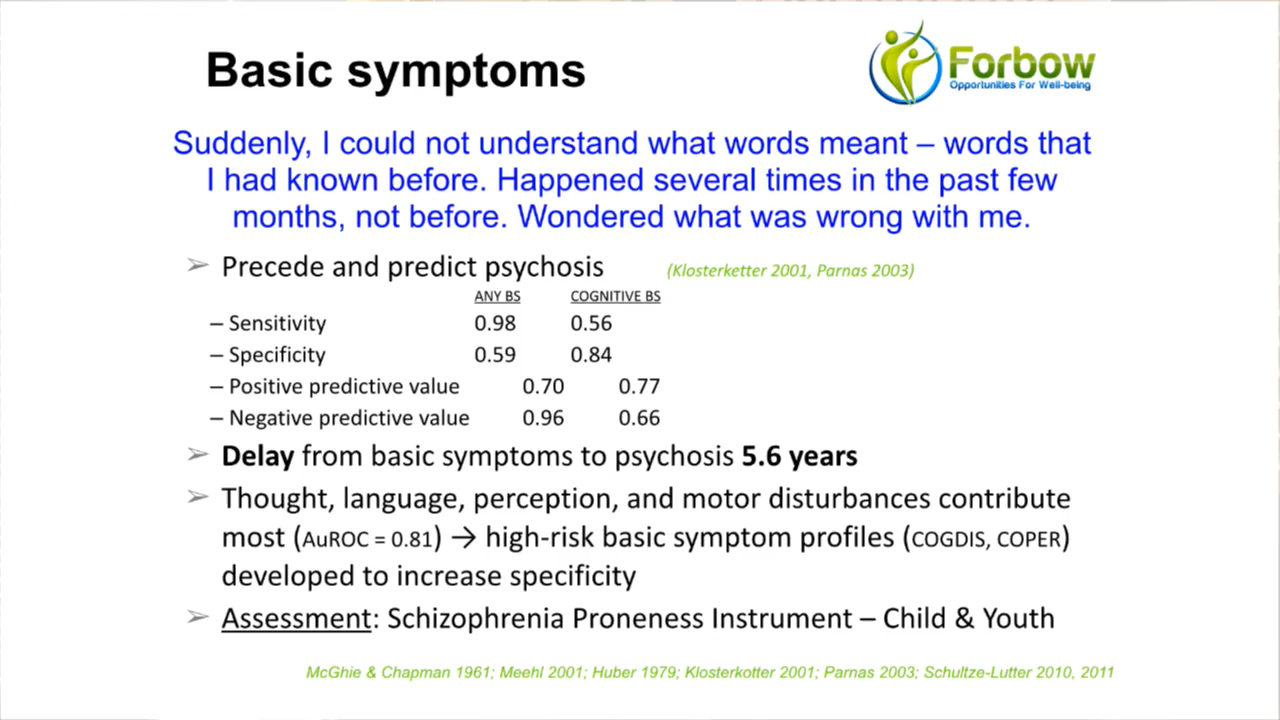 Basic symptoms
Forbow
Opportunities For Well-being
Suddenly, I could not understand what words meant – words that
I had known before. Happened several times in the past few
months, not before. Wondered what was wrong with me.
➢ Precede and predict psychosis (Klosterketter 2001, Parnas 2003)
ANY BS COGNITIVE BS
– Sensitivity 0.98 0.56
– Specificity 0.59 0.84
– Positive predictive value 0.70 0.77
– Negative predictive value 0.96 0.66
➢ Delay from basic symptoms to psychosis 5.6 years
➢ Thought, language, perception, and motor disturbances contribute
most (AuROC = 0.81) → high-risk basic symptom profiles (COGDIS, COPER)
developed to increase specificity
➢ Assessment: Schizophrenia Proneness Instrument – Child & Youth
McGhie & Chapman 1961; Meehl 2001; Huber 1979; Klosterkotter 2001; Parnas 2003; Schultze-Lutter 2010, 2011